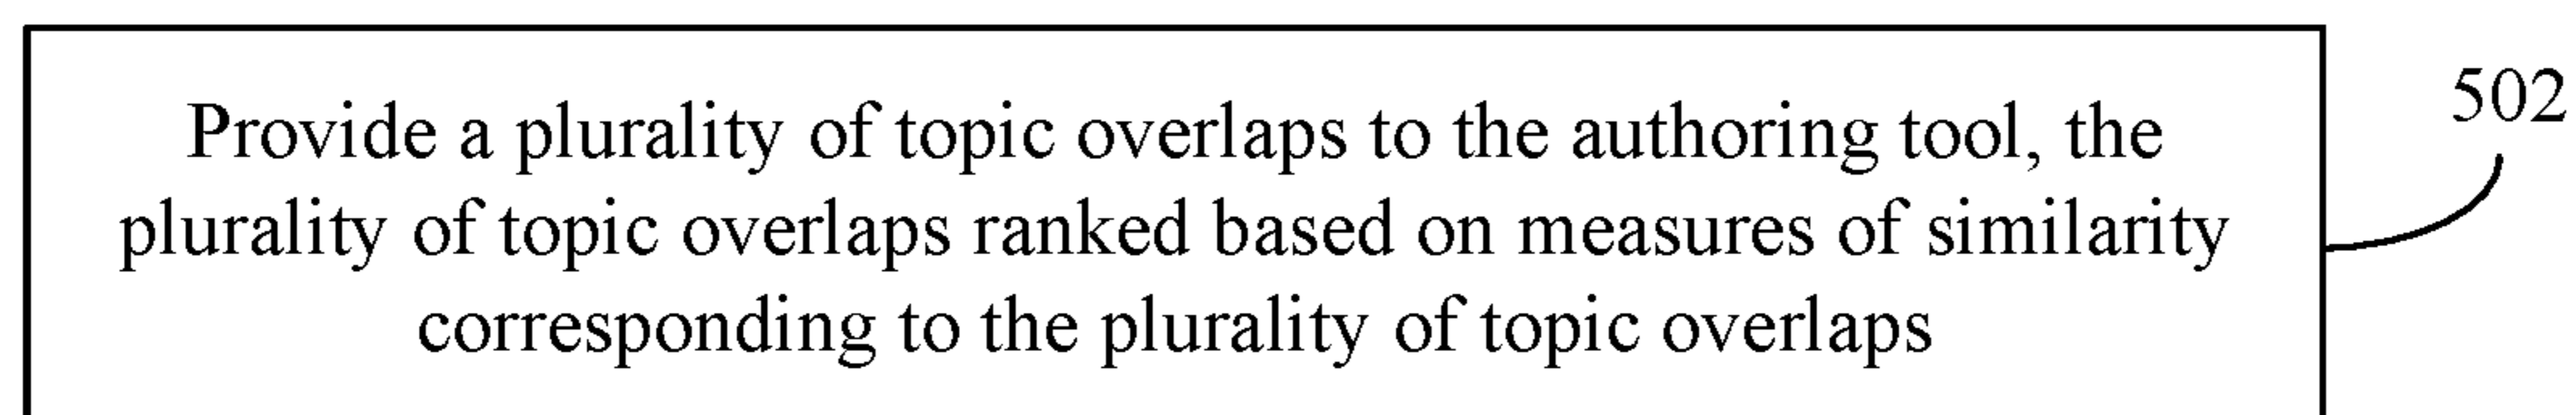 Provide a plurality of topic overlaps to the authoring tool, the
plurality of topic overlaps ranked based on measures of similarity
corresponding to the plurality of topic overlaps
502